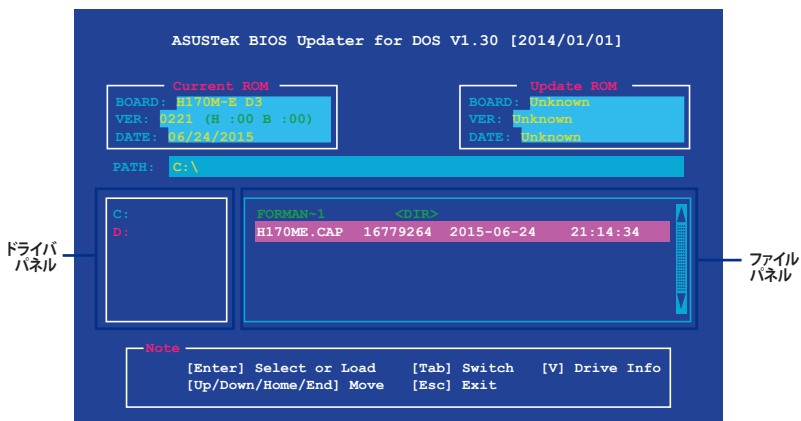 ASUSTeK BIOS Updater for DOS V1.30 [2014/01/01]
Current ROM
BOARD: H170M-E D3
VER: 0221 (H :00 B :00)
DATE: 06/24/2015
Update ROM
BOARD: Unknown
VER: Unknown
DATE: Unknown
PATH: C:\
C:
D:
FORMAN~1 <DIR>
H170ME.CAP 16779264 2015-06-24 21:14:34
ドライバ
パネル
ファイル
パネル
Note
[Enter] Select or Load [Tab] Switch [V] Drive Info
[Up/Down/Home/End] Move [Esc] Exit